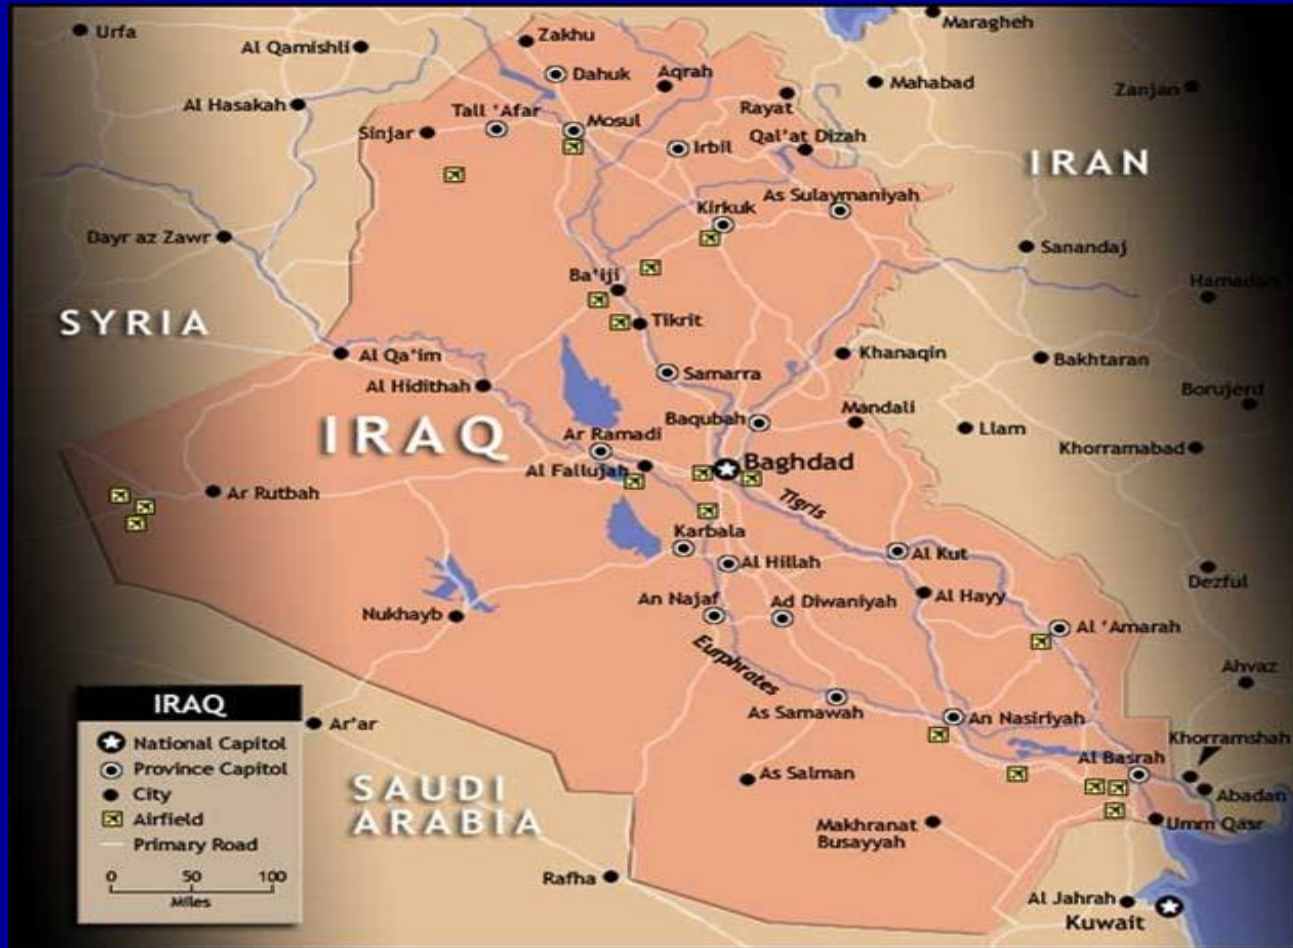 Urfa
Al Qamishli
Zakhu
Maragheh
Dahuk
Aqrah
Mahabad
Zanjan
Al Hasakah
Tall 'Afar
Rayat
Sinjar
Mosul
Qal'at Dizah
Irbil
IRAN
As Sulaymaniyah
Kirkuk
Dayr az Zawr
Sanandaj
Ba'iji
Hamadan
SYRIA
Tikrit
Al Qa'im
Khanaqin
Bakhtaran
Al Hidithah
Samarra
Borujerd
IRAQ
Baqubah
Mandali
Ar Ramadi
Llam
Khorramabad
Al Fallujah
Baghdad
Ar Rutbah
Tigris
Karbala
Al Kut
Al Hillah
Dezful
An Najaf
Ad Diwaniyah
Al Hayy
Nukhayb
Al 'Amarah
Eurphrates
Ahvaz
IRAQ
As Samawah
An Nasiriyah
Ar'ar
National Capitol
Khorramshah
Province Capitol
Al Basrah
City
As Salman
SAUDI
ARABIA
Abadan
Airfield
Makhranat
Busayyah
Umm Qasr
Primary Road
0 50 100
Miles
Rafha
Al Jahrah
Kuwait